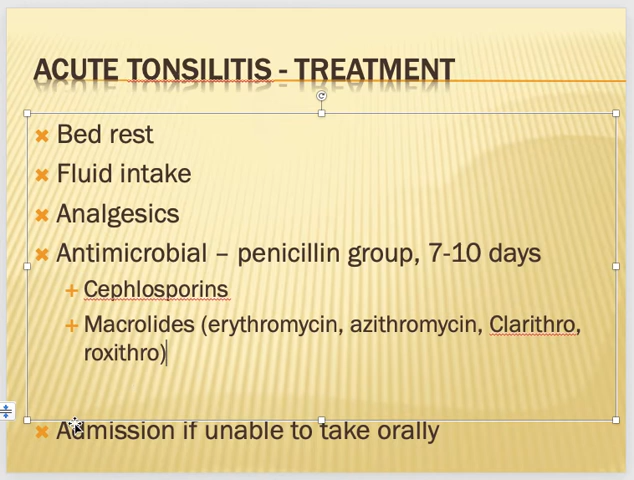 ACUTE TONSILITIS - TREATMENT
Bed rest
Fluid intake
Analgesics
Antimicrobial – penicillin group, 7-10 days
Cephlosporins
Macrolides (erythromycin, azithromycin, Clarithro,
roxithro)
Admission if unable to take orally